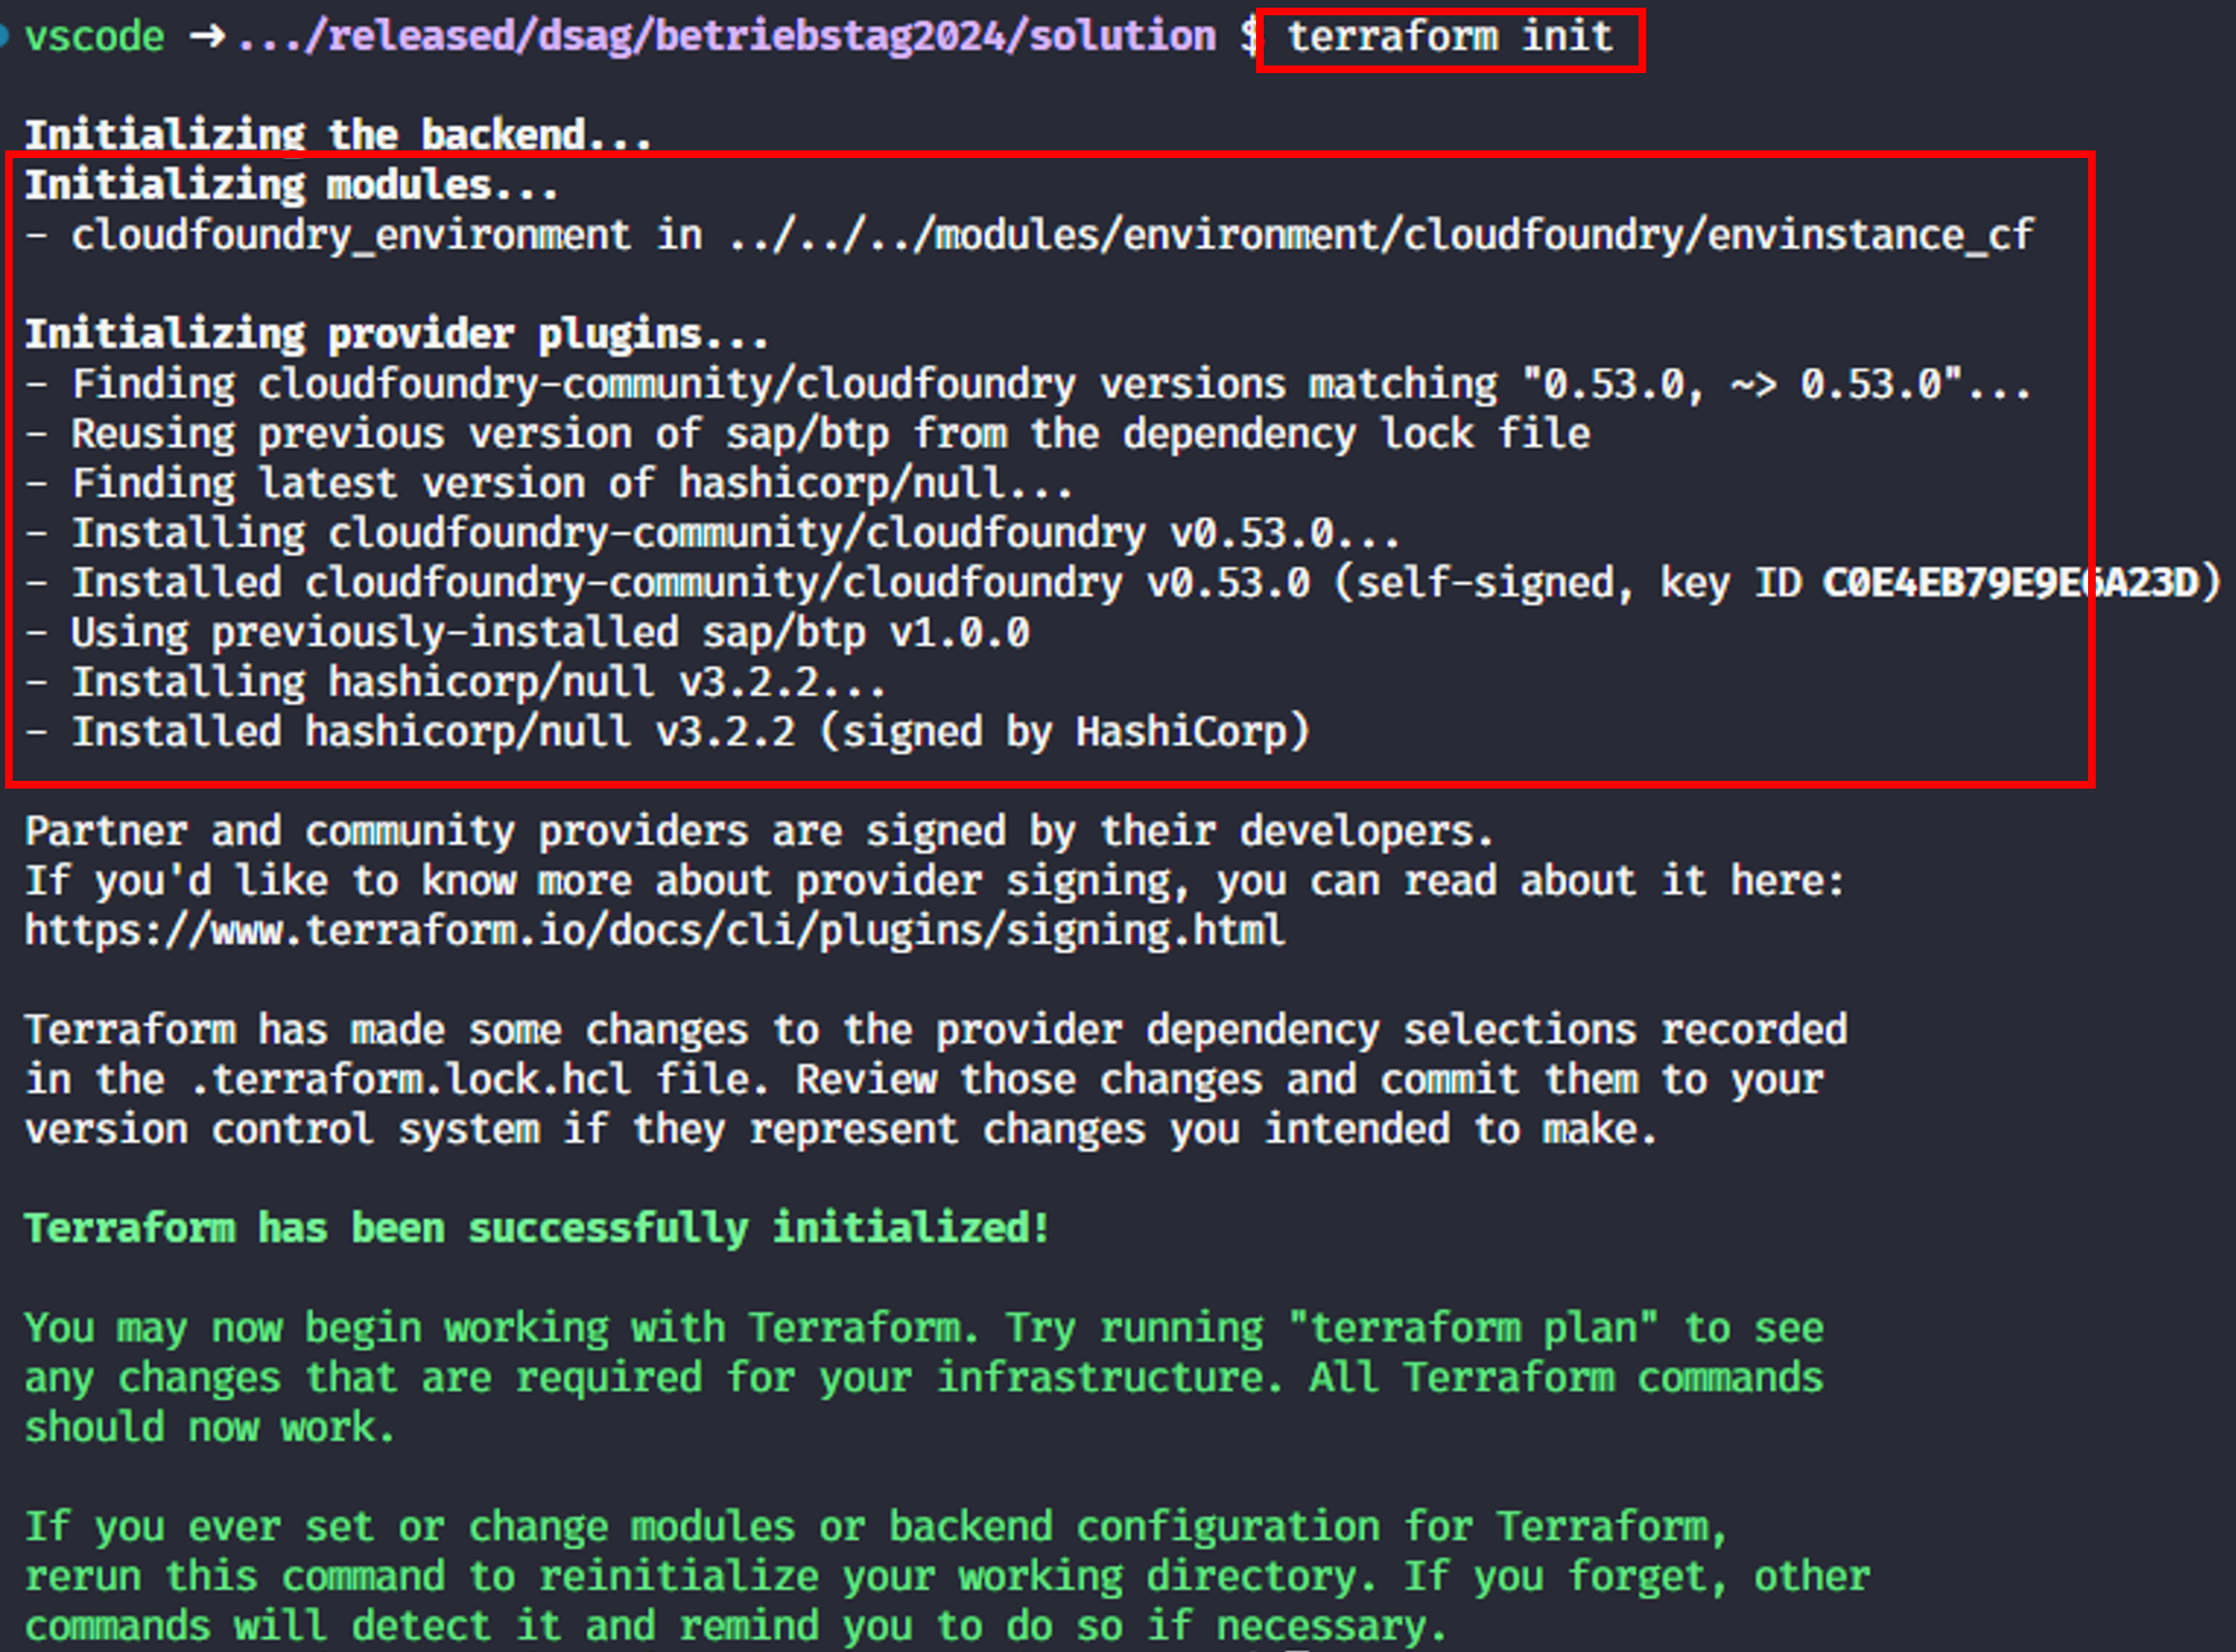 vscode → .../released/dsag/betriebstag2024/solution $ terraform init
Initializing the backend...
Initializing modules...
- cloudfoundry_environment in ../../../modules/environment/cloudfoundry/envinstance_cf
Initializing provider plugins...
- Finding cloudfoundry-community/cloudfoundry versions matching "0.53.0, ~> 0.53.0"...
- Reusing previous version of sap/btp from the dependency lock file
- Finding latest version of hashicorp/null...
- Installing cloudfoundry-community/cloudfoundry v0.53.0...
- Installed cloudfoundry-community/cloudfoundry v0.53.0 (self-signed, key ID C0E4EB79E9E6A23D)
- Using previously-installed sap/btp v1.0.0
- Installing hashicorp/null v3.2.2...
- Installed hashicorp/null v3.2.2 (signed by HashiCorp)
Partner and community providers are signed by their developers.
If you'd like to know more about provider signing, you can read about it here:
https://www.terraform.io/docs/cli/plugins/signing.html
Terraform has made some changes to the provider dependency selections recorded
in the .terraform.lock.hcl file. Review those changes and commit them to your
version control system if they represent changes you intended to make.
Terraform has been successfully initialized!
You may now begin working with Terraform. Try running "terraform plan" to see
any changes that are required for your infrastructure. All Terraform commands
should now work.
If you ever set or change modules or backend configuration for Terraform,
rerun this command to reinitialize your working directory. If you forget, other
commands will detect it and remind you to do so if necessary.